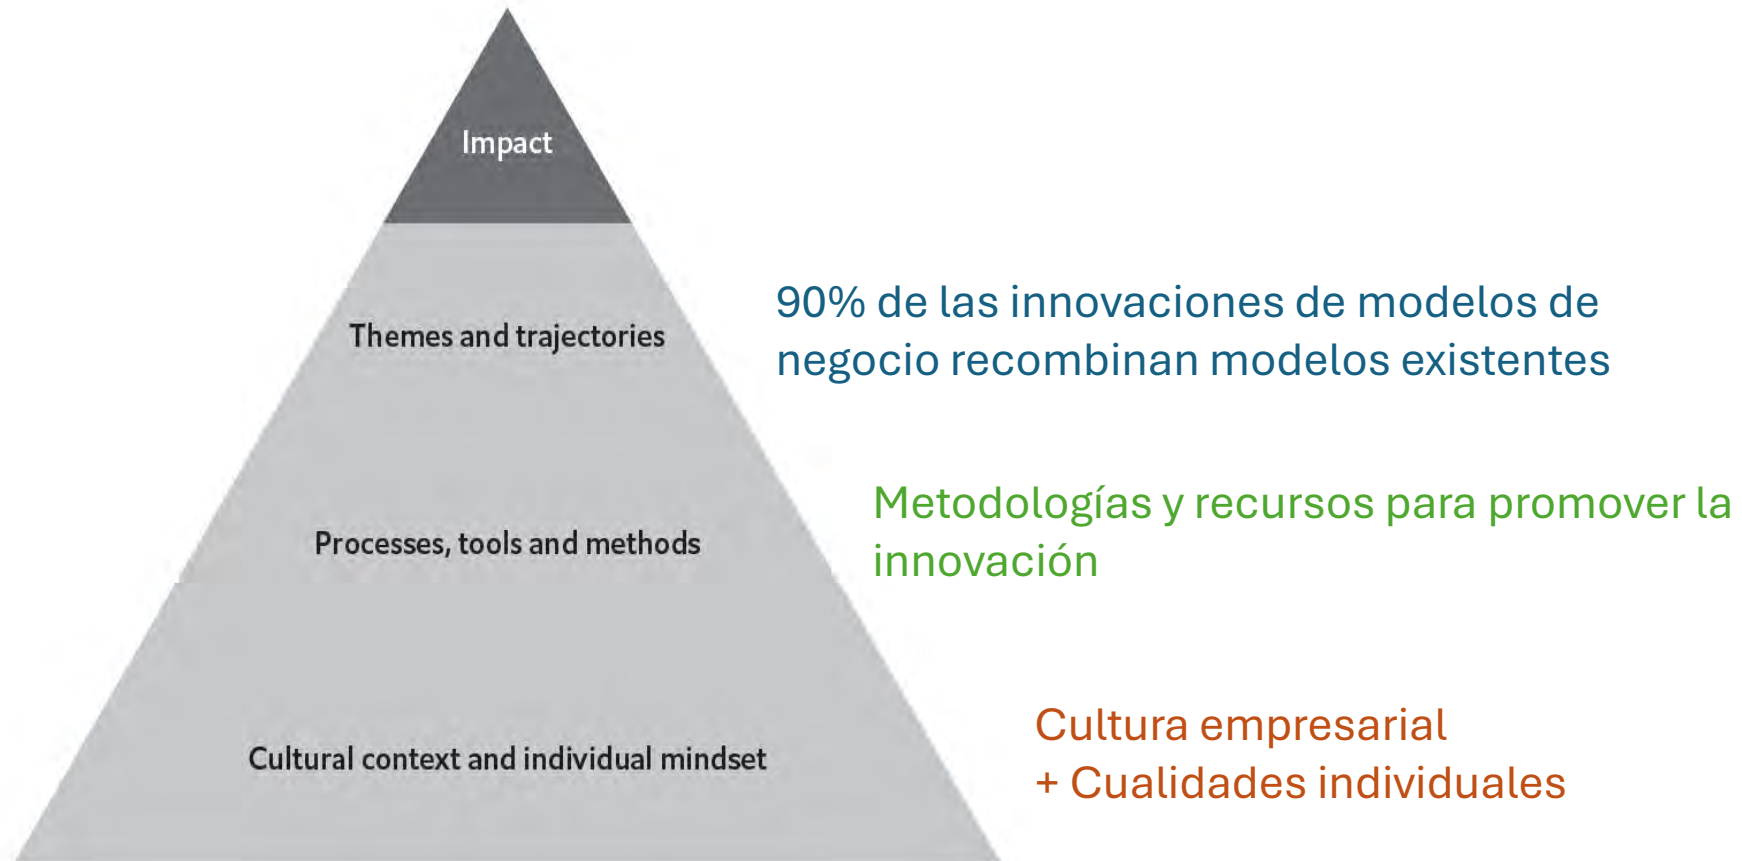 Impact
Themes and trajectories
90% de las innovaciones de modelos de
negocio recombinan modelos existentes
Processes, tools and methods
Metodologías y recursos para promover la
innovación
Cultural context and individual mindset
Cultura empresarial
+ Cualidades individuales